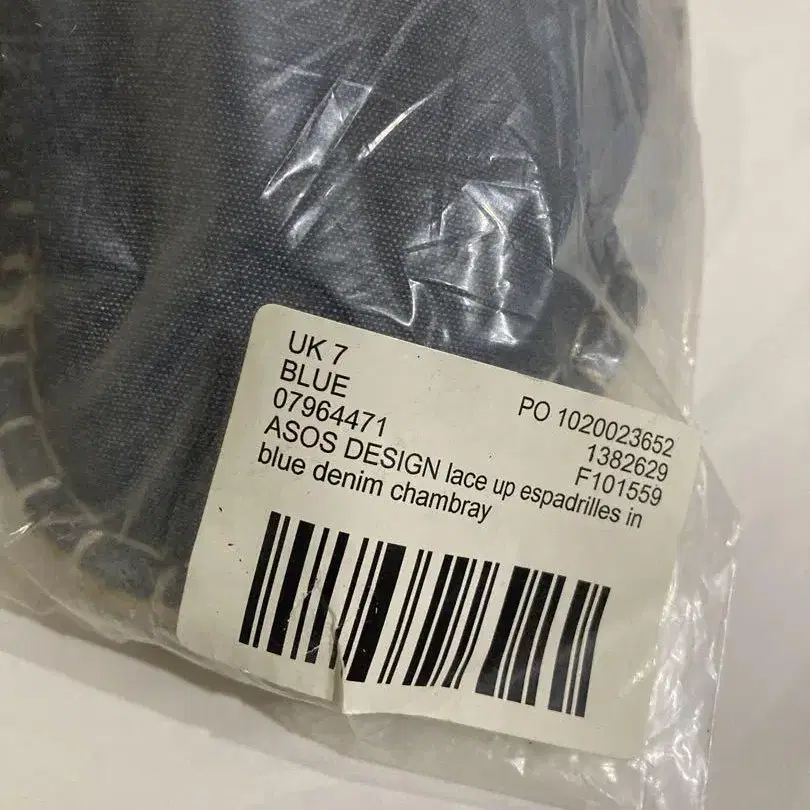 UK 7
BLUE
07964471
PO 1020023652
1382629
F101559
ASOS DESIGN lace up espadrilles in
blue denim chambray